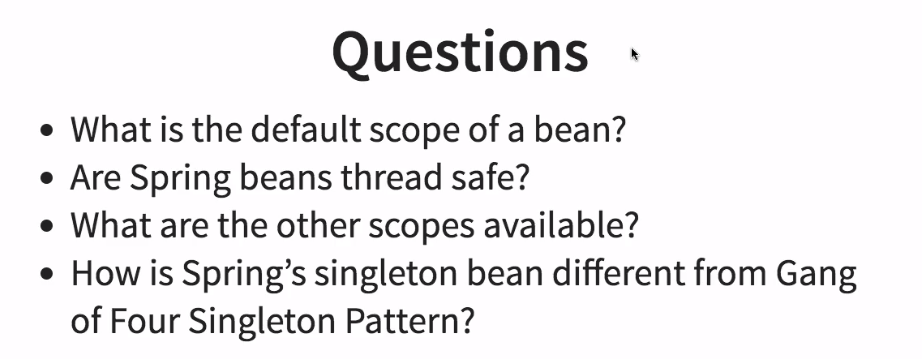 Questions
• What is the default scope of a bean?
• Are Spring beans thread safe?
• What are the other scopes available?
• How is Spring’s singleton bean different from Gang
of Four Singleton Pattern?